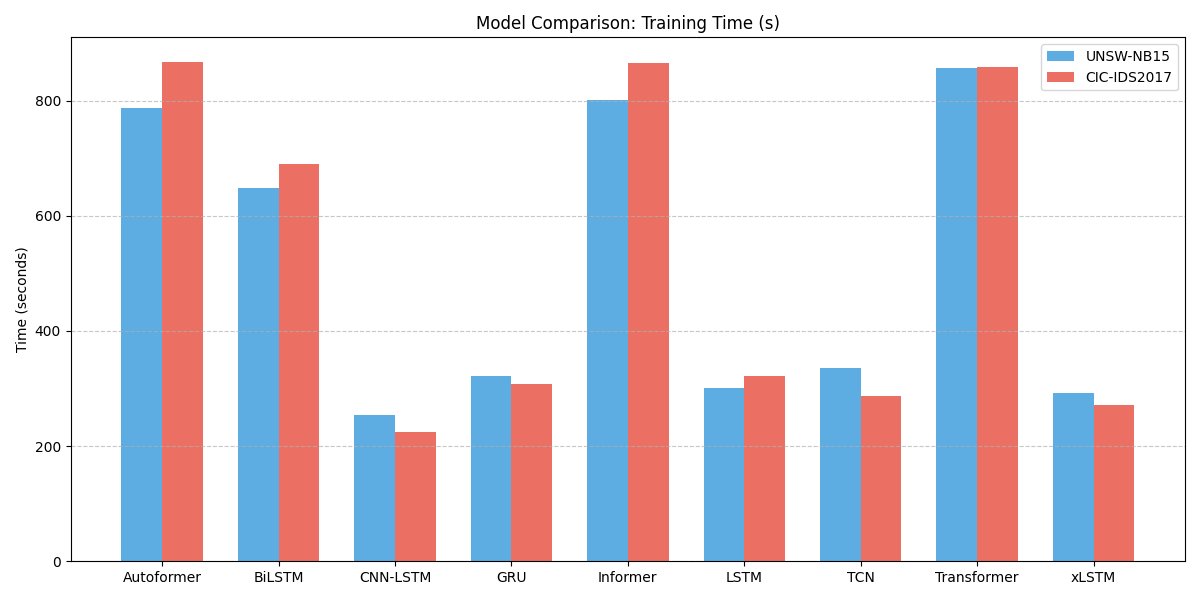 Model Comparison: Training Time (s)
UNSW-NB15
CIC-IDS2017
Time (seconds)
800
600
400
200
0
Autoformer BiLSTM CNN-LSTM GRU Informer LSTM TCN Transformer xLSTM